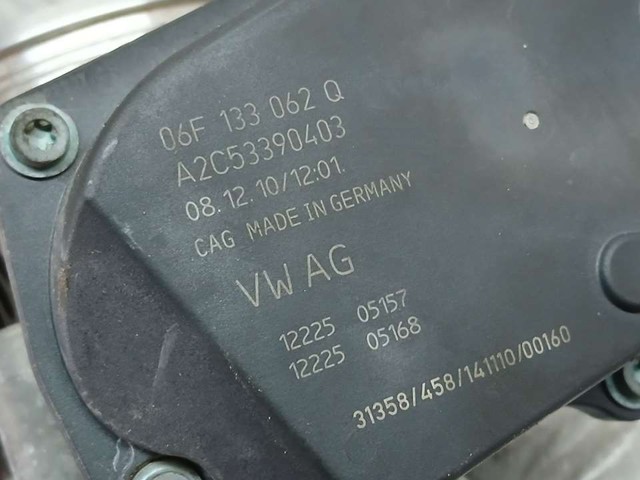 06F 133 062 Q
A2C53390403
08.12.10/12:01.
CAG MADE IN GERMANY
VW AG
12225 05157
12225 05168
31358/458/141110/00160